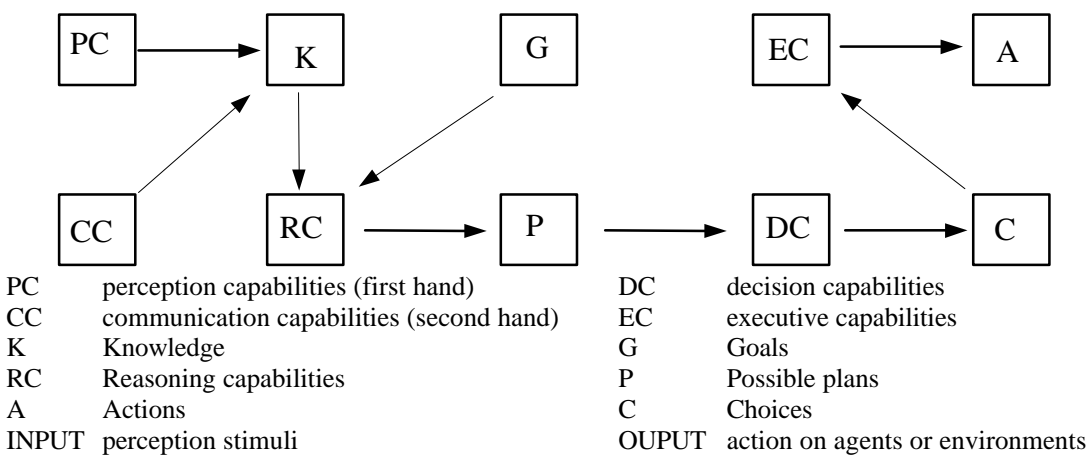 PC K G EC A
CC RC P DC C
PC perception capabilities (first hand) DC decision capabilities
CC communication capabilities (second hand) EC executive capabilities
K Knowledge G Goals
RC Reasoning capabilities P Possible plans
A Actions C Choices
INPUT perception stimuli OUPUT action on agents or environments